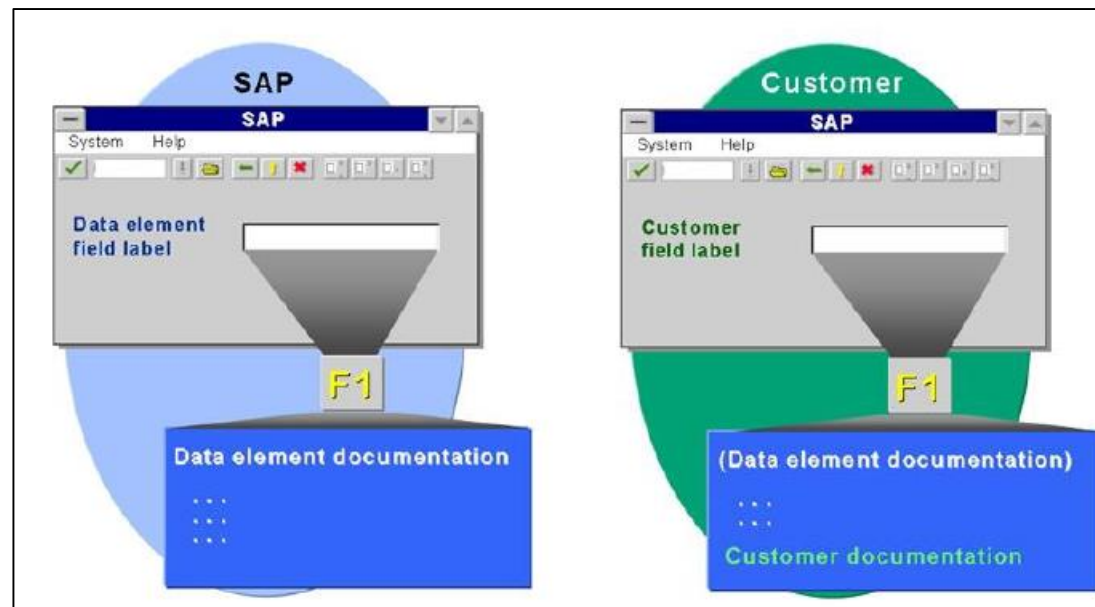 SAP
SAP
System Help
Data element
field label
F1
Data element documentation
. . .
. . .
. . .
Customer
SAP
System Help
Customer
field label
F1
(Data element documentation)
. . .
. . .
Customer documentation